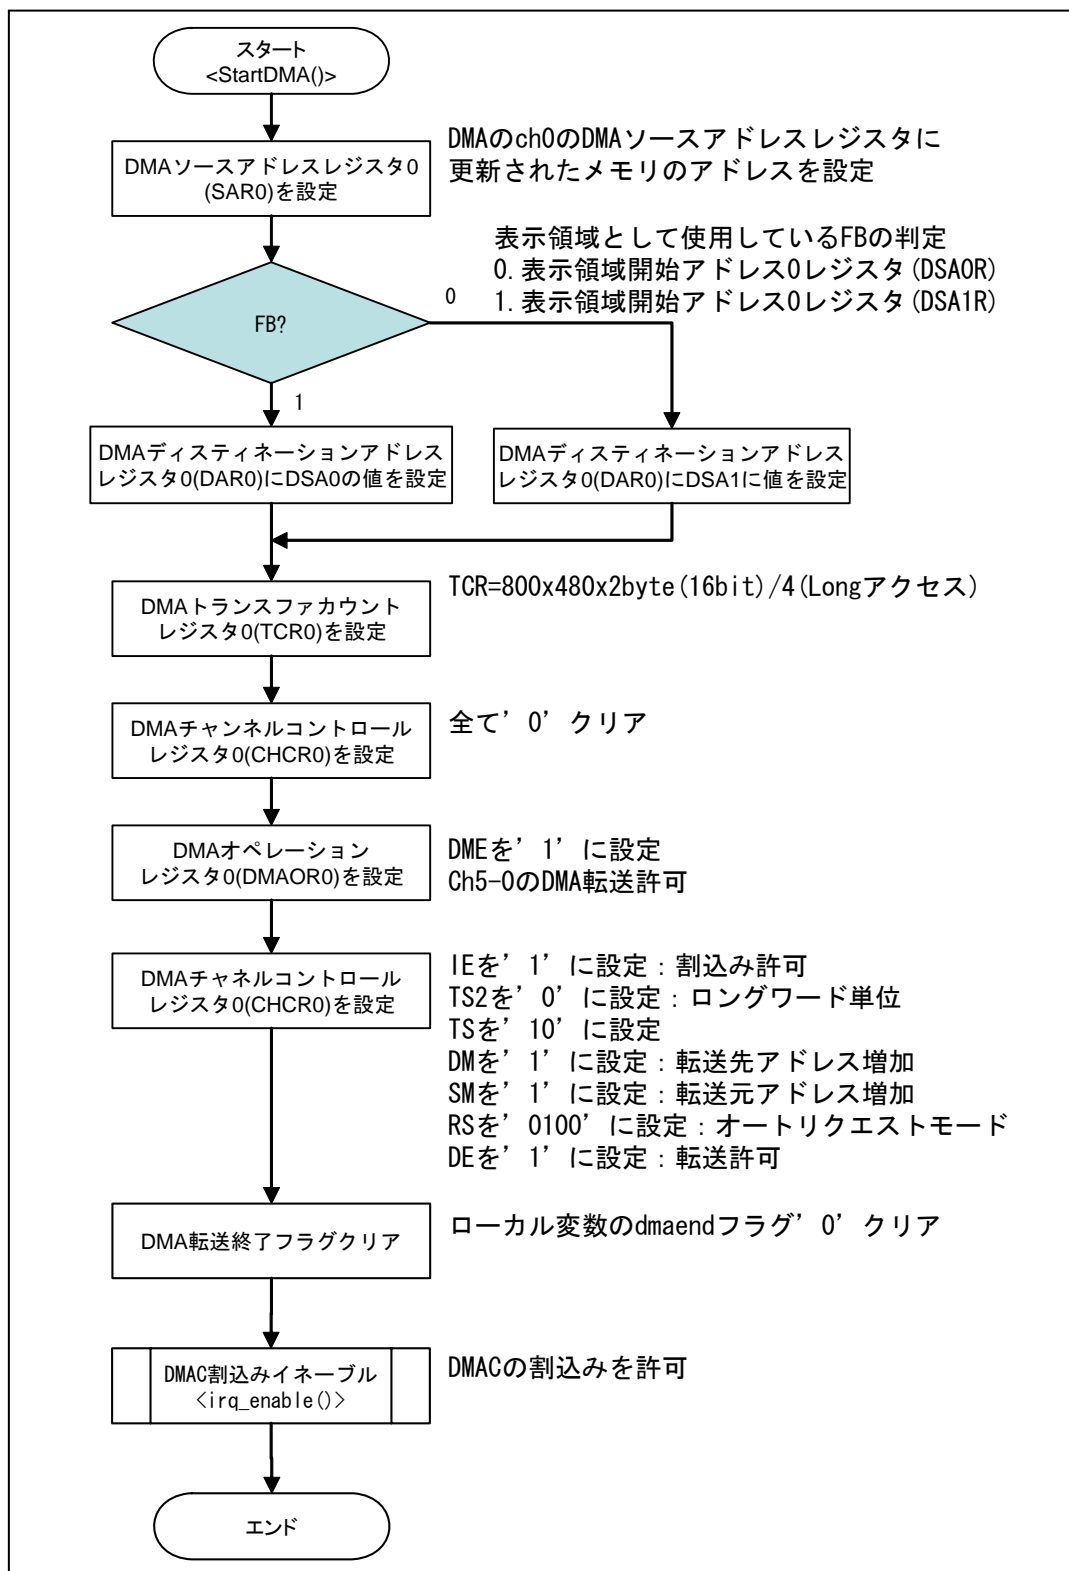 スタート
<StartDMA()>
DMAソースアドレスレジスタ0
(SAR0)を設定
DMAのch0のDMAソースアドレスレジスタに
更新されたメモリのアドレスを設定
表示領域として使用しているFBの判定
0.表示領域開始アドレス0レジスタ(DSA0R)
1.表示領域開始アドレス0レジスタ(DSA1R)
FB?
0
1
DMAディスティネーションアドレス
レジスタ0(DAR0)にDSA0の値を設定
DMAディスティネーションアドレス
レジスタ0(DAR0)にDSA1に値を設定
DMAトランスファカウント
レジスタ0(TCR0)を設定
TCR=800x480x2byte(16bit)/4(Longアクセス)
DMAチャンネルコントロール
レジスタ0(CHCR0)を設定
全て’0’クリア
DMAオペレーション
レジスタ0(DMAOR0)を設定
DMEを’1’に設定
Ch5-0のDMA転送許可
DMAチャネルコントロール
レジスタ0(CHCR0)を設定
IEを’1’に設定：割込み許可
TS2を’0’に設定：ロングワード単位
TSを’10’に設定
DMを’1’に設定：転送先アドレス増加
SMを’1’に設定：転送元アドレス増加
RSを’0100’に設定：オートリクエストモード
DEを’1’に設定：転送許可
DMA転送終了フラグクリア
ローカル変数のdmaendフラグ’0’クリア
DMAC割込みイネーブル
<irq_enable()>
DMACの割込みを許可
エンド